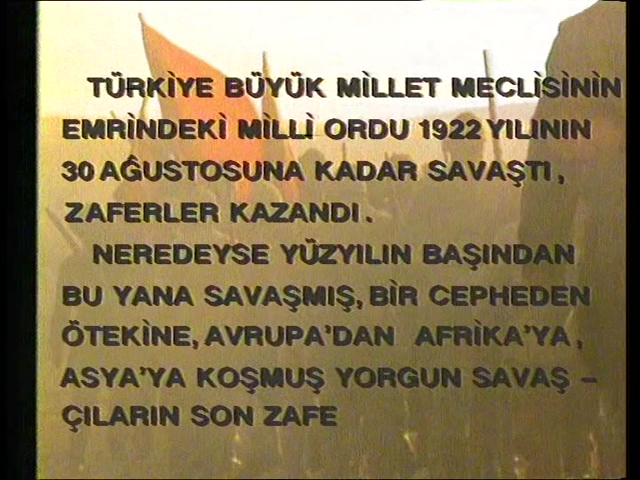 TÜRKİYE BÜYÜK MİLLET MECLİSİNİN
EMRİNDEKİ MİLLİ ORDU 1922 YILININ
30 AĞUSTOSUNA KADAR SAVAŞTI,
ZAFERLER KAZANDI.
NEREDEYSE YÜZYILIN BAŞINDAN
BU YANA SAVAŞMIŞ, BİR CEPHEDEN
ÖTEKİNE, AVRUPA'DAN AFRİKA'YA,
ASYA'YA KOŞMUŞ YORGUN SAVAŞ –
ÇILARIN SON ZAFE